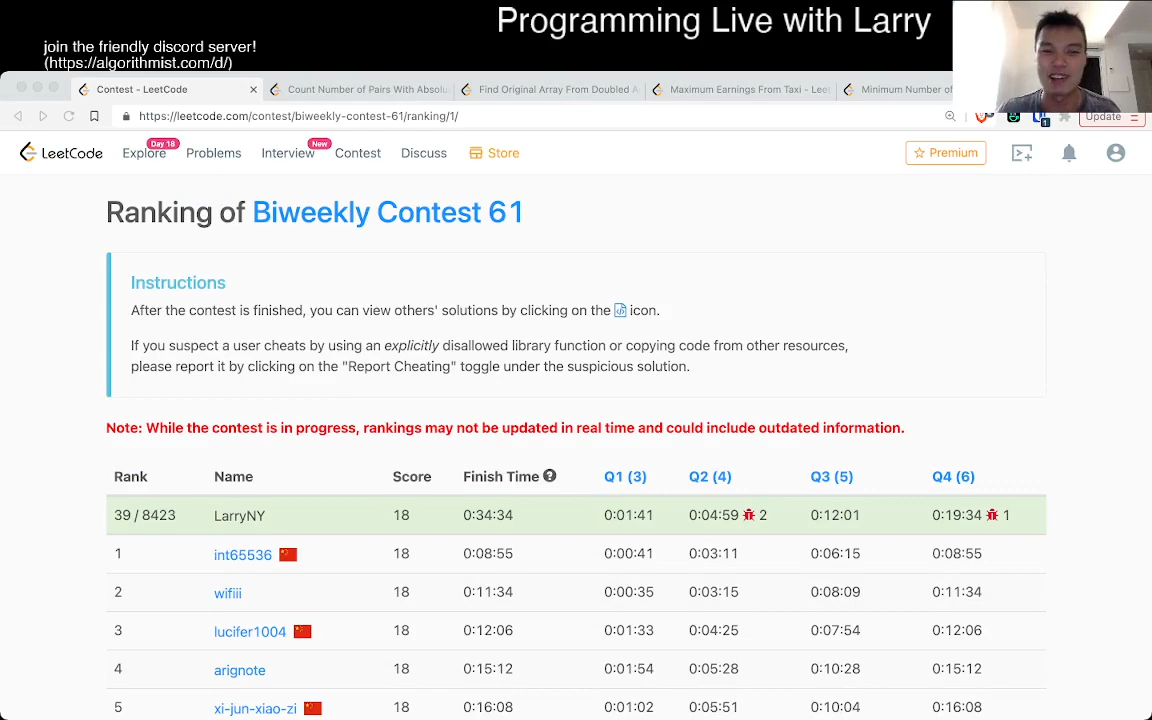 Programming Live with Larry
join the friendly discord server!
(https://algorithmist.com/d/)
Contest - LeetCode
Count Number of Pairs With Absolu
Find Original Array From Doubled A
Maximum Earnings From Taxi - Lee
Minimum Number of
https://leetcode.com/contest/biweekly-contest-61/ranking/1/
Update
LeetCode Explore Day 18 Problems Interview New Contest Discuss Store Premium
Ranking of Biweekly Contest 61
Instructions
After the contest is finished, you can view others' solutions by clicking on the icon.
If you suspect a user cheats by using an explicitly disallowed library function or copying code from other resources,
please report it by clicking on the "Report Cheating" toggle under the suspicious solution.
Note: While the contest is in progress, rankings may not be updated in real time and could include outdated information.
Rank Name Score Finish Time Q1 (3) Q2 (4) Q3 (5) Q4 (6)
39 / 8423 LarryNY 18 0:34:34 0:01:41 0:04:59 2 0:12:01 0:19:34 1
1 int65536 18 0:08:55 0:00:41 0:03:11 0:06:15 0:08:55
2 wifiii 18 0:11:34 0:00:35 0:03:15 0:08:09 0:11:34
3 lucifer1004 18 0:12:06 0:01:33 0:04:25 0:07:54 0:12:06
4 arignote 18 0:15:12 0:01:54 0:05:28 0:10:28 0:15:12
5 xi-jun-xiao-zi 18 0:16:08 0:01:02 0:05:51 0:10:04 0:16:08